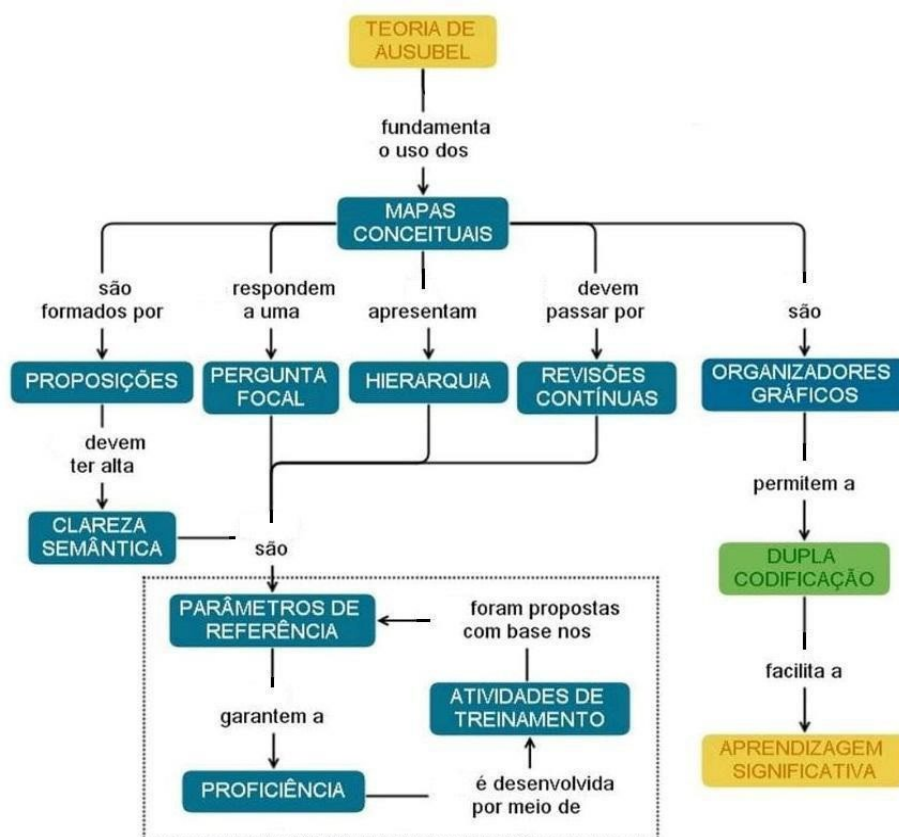 TEORIA DE
AUSUBEL
fundamenta
o uso dos
MAPAS
CONCEITUAIS
são
formados por
respondem
a uma
apresentam
devem
passar por
são
PROPOSIÇÕES
PERGUNTA
FOCAL
HIERARQUIA
REVISÕES
CONTÍNUAS
ORGANIZADORES
GRÁFICOS
devem
ter alta
permitem a
CLAREZA
SEMÂNTICA
são
DUPLA
CODIFICAÇÃO
PARÂMETROS DE
REFERÊNCIA
foram propostas
com base nos
facilita a
garantem a
ATIVIDADES DE
TREINAMENTO
APRENDIZAGEM
SIGNIFICATIVA
PROFICIÊNCIA
é desenvolvida
por meio de